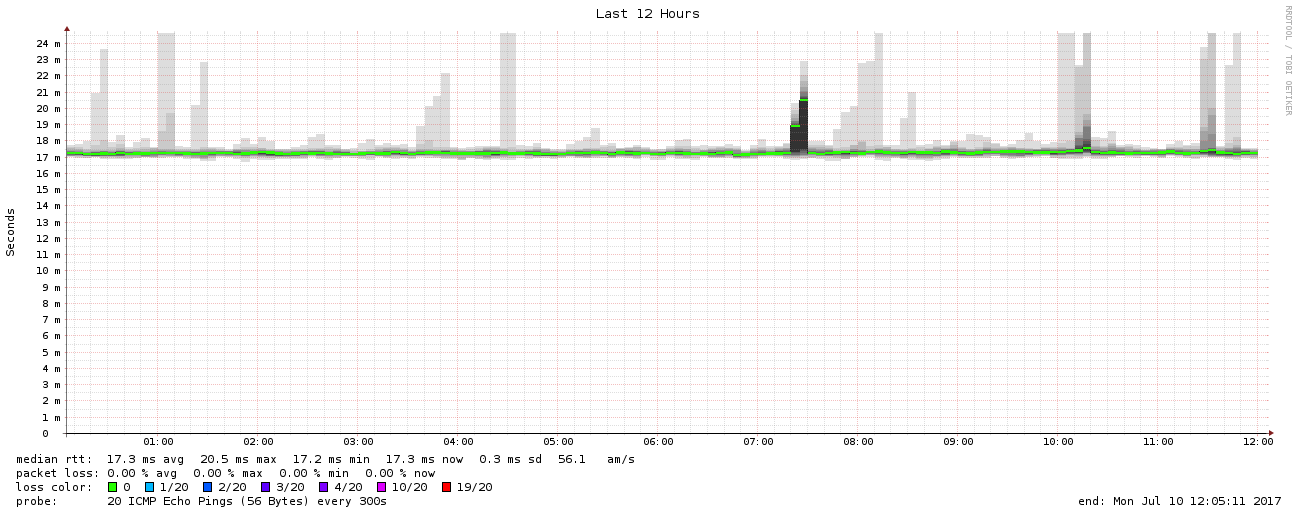 Last 12 Hours
RRDTOOL / TOBI OETIKER
Seconds
24 m
23 m
22 m
21 m
20 m
19 m
18 m
17 m
16 m
15 m
14 m
13 m
12 m
11 m
10 m
9 m
8 m
7 m
6 m
5 m
4 m
3 m
2 m
1 m
0
01:00 02:00 03:00 04:00 05:00 06:00 07:00 08:00 09:00 10:00 11:00 12:00
median rtt: 17.3 ms avg 20.5 ms max 17.2 ms min 17.3 ms now 0.3 ms sd 56.1 am/s
packet loss: 0.00 % avg 0.00 % max 0.00 % min 0.00 % now
loss color: 0 1/20 2/20 3/20 4/20 10/20 19/20
probe: 20 ICMP Echo Pings (56 Bytes) every 300s end: Mon Jul 10 12:05:11 2017